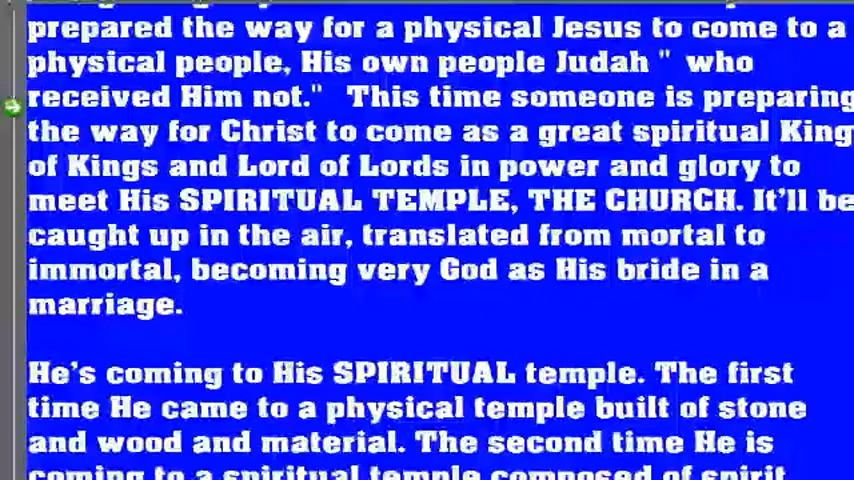 prepared the way for a physical Jesus to come to a
physical people, His own people Judah " who
received Him not." This time someone is preparing
the way for Christ to come as a great spiritual King
of Kings and Lord of Lords in power and glory to
meet His SPIRITUAL TEMPLE, THE CHURCH. It'll be
caught up in the air, translated from mortal to
immortal, becoming very God as His bride in a
marriage.
He's coming to His SPIRITUAL temple. The first
time He came to a physical temple built of stone
and wood and material. The second time He is
coming to a spiritual temple composed of spirit